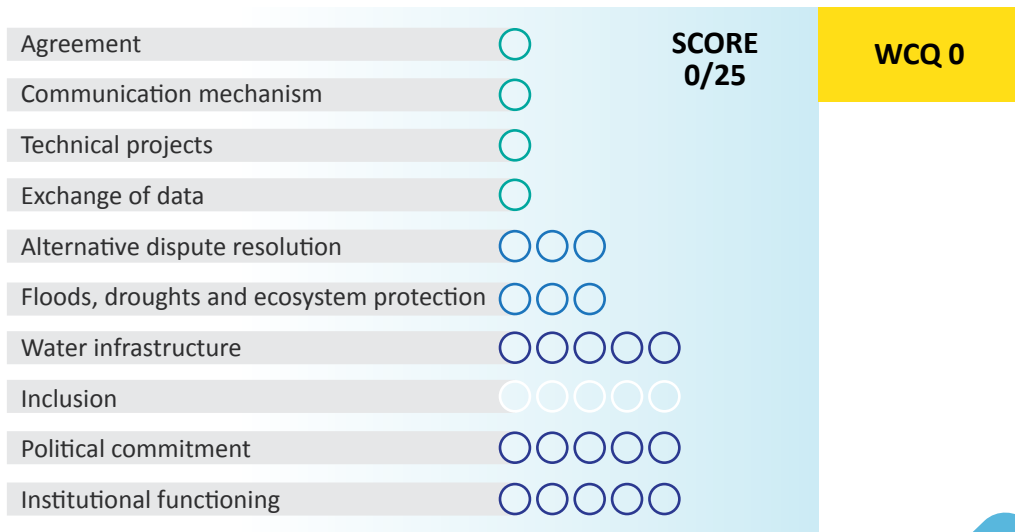 Agreement
Communication mechanism
Technical projects
Exchange of data
Alternative dispute resolution
Floods, droughts and ecosystem protection
Water infrastructure
Inclusion
Political commitment
Institutional functioning
SCORE
0/25
WCQ 0